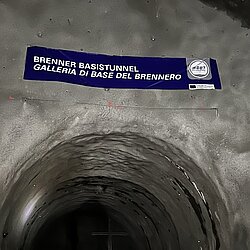 BRENNER BASISTUNNEL
GALLERIA DI BASE DEL BRENNERO